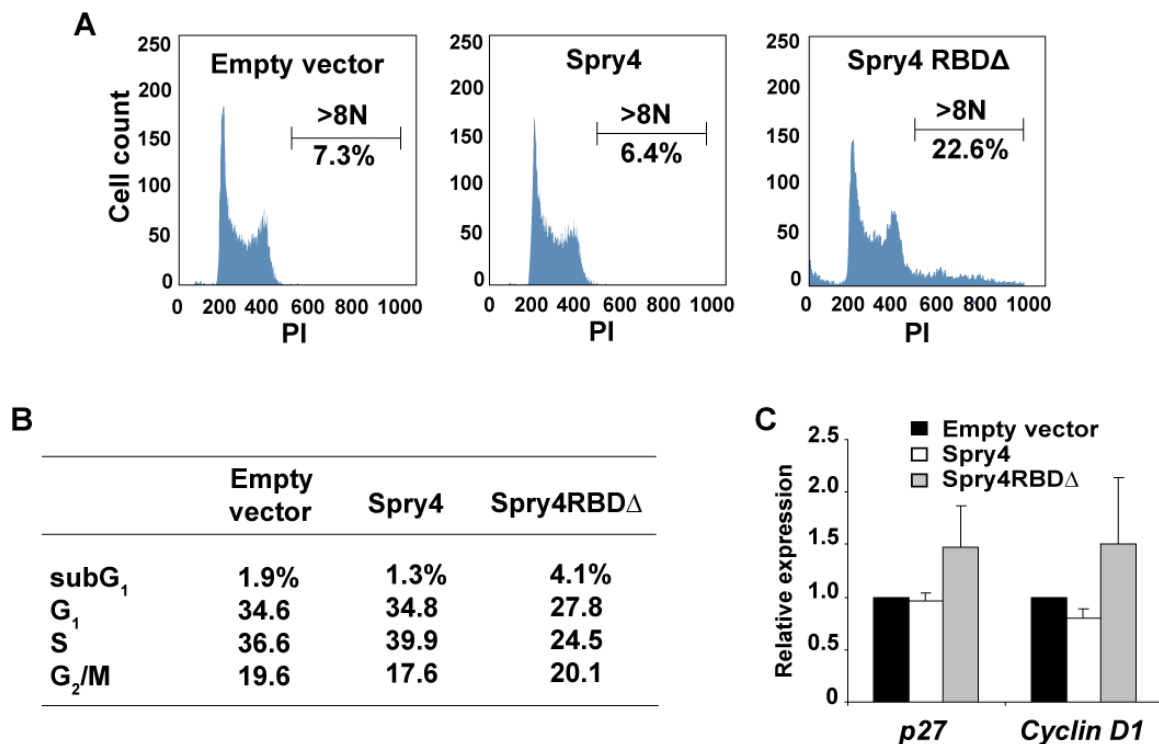 A
Empty vector
>8N
7.3%
250
200
150
100
50
0
Cell count
0 200 400 600 800 1000
PI
Spry4
>8N
6.4%
250
200
150
100
50
0
0 200 400 600 800 1000
PI
Spry4 RBDΔ
>8N
22.6%
250
200
150
100
50
0
0 200 400 600 800 1000
PI
B
Empty vector Spry4 Spry4RBDΔ
subG₁ 1.9% 1.3% 4.1%
G₁ 34.6 34.8 27.8
S 36.6 39.9 24.5
G₂/M 19.6 17.6 20.1
C
Empty vector
Spry4
Spry4RBDΔ
2.5
2.0
1.5
1.0
0.5
0
Relative expression
p27 Cyclin D1